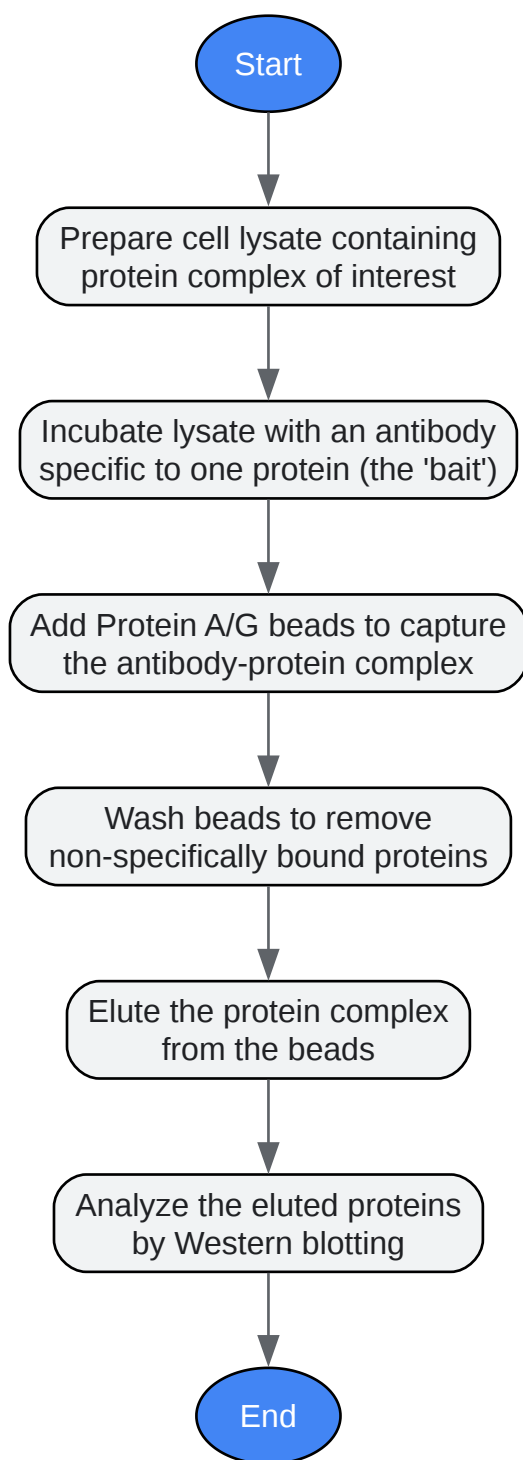 Start
Prepare cell lysate containing
protein complex of interest
Incubate lysate with an antibody
specific to one protein (the 'bait')
Add Protein A/G beads to capture
the antibody-protein complex
Wash beads to remove
non-specifically bound proteins
Elute the protein complex
from the beads
Analyze the eluted proteins
by Western blotting
End